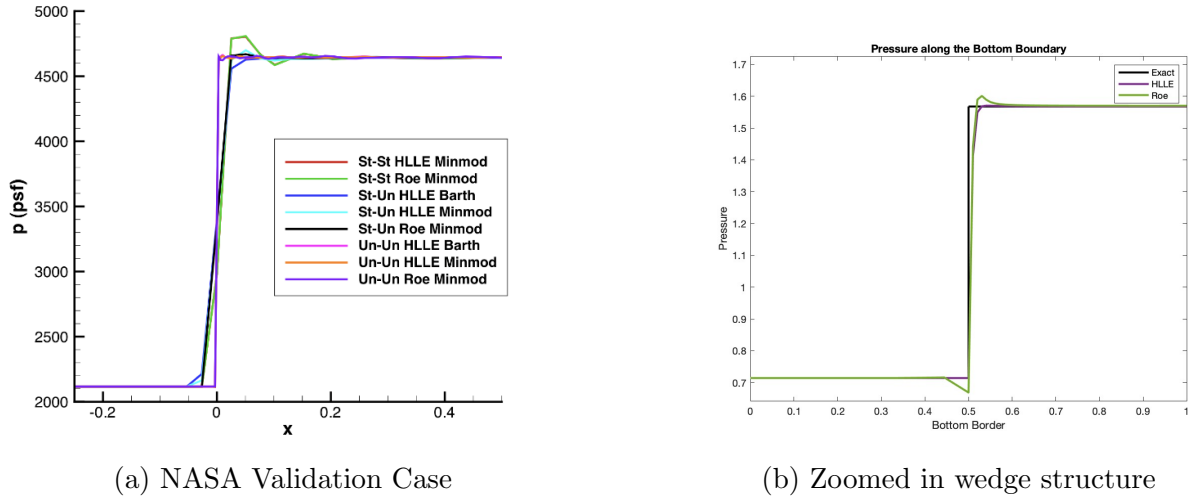 5000
4500
4000
3500
3000
2500
2000
p (psf)
-0.2
0
0.2
0.4
x
St-St HLLE Minmod
St-St Roe Minmod
St-Un HLLE Barth
St-Un HLLE Minmod
St-Un Roe Minmod
Un-Un HLLE Barth
Un-Un HLLE Minmod
Un-Un Roe Minmod
(a) NASA Validation Case
Pressure along the Bottom Boundary
1.7
1.6
1.5
1.4
1.3
1.2
1.1
1
0.9
0.8
0.7
Pressure
Exact
HLLE
Roe
0
0.1
0.2
0.3
0.4
0.5
0.6
0.7
0.8
0.9
1
Bottom Border
(b) Zoomed in wedge structure